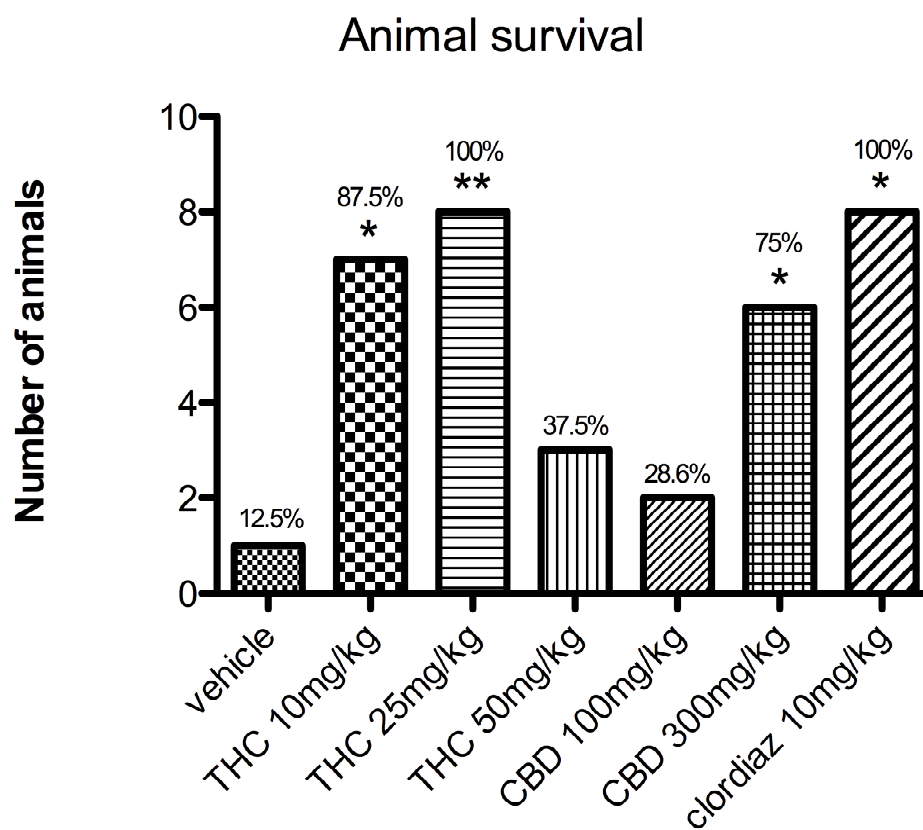 Animal survival
Number of animals
10
8
6
4
2
0
12.5%
87.5%
*
100%
**
37.5%
28.6%
75%
*
100%
*
vehicle
THC 10mg/kg
THC 25mg/kg
THC 50mg/kg
CBD 100mg/kg
CBD 300mg/kg
clordiaz 10mg/kg